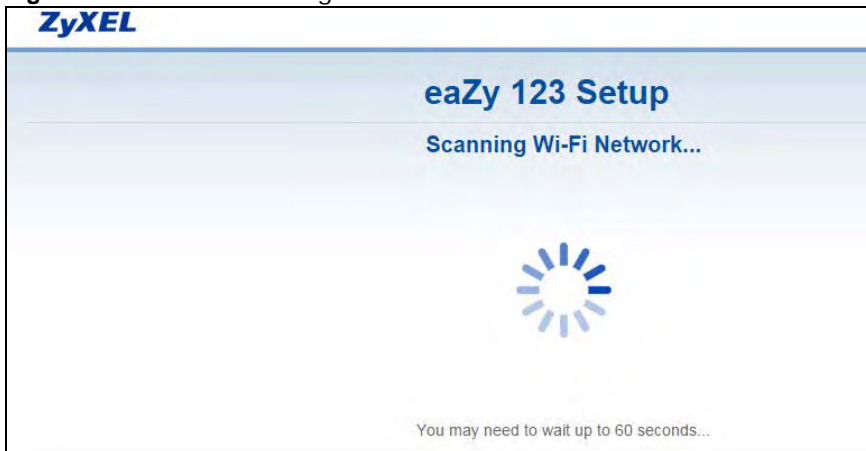 ZyXEL
eaZy 123 Setup
Scanning Wi-Fi Network...
You may need to wait up to 60 seconds...